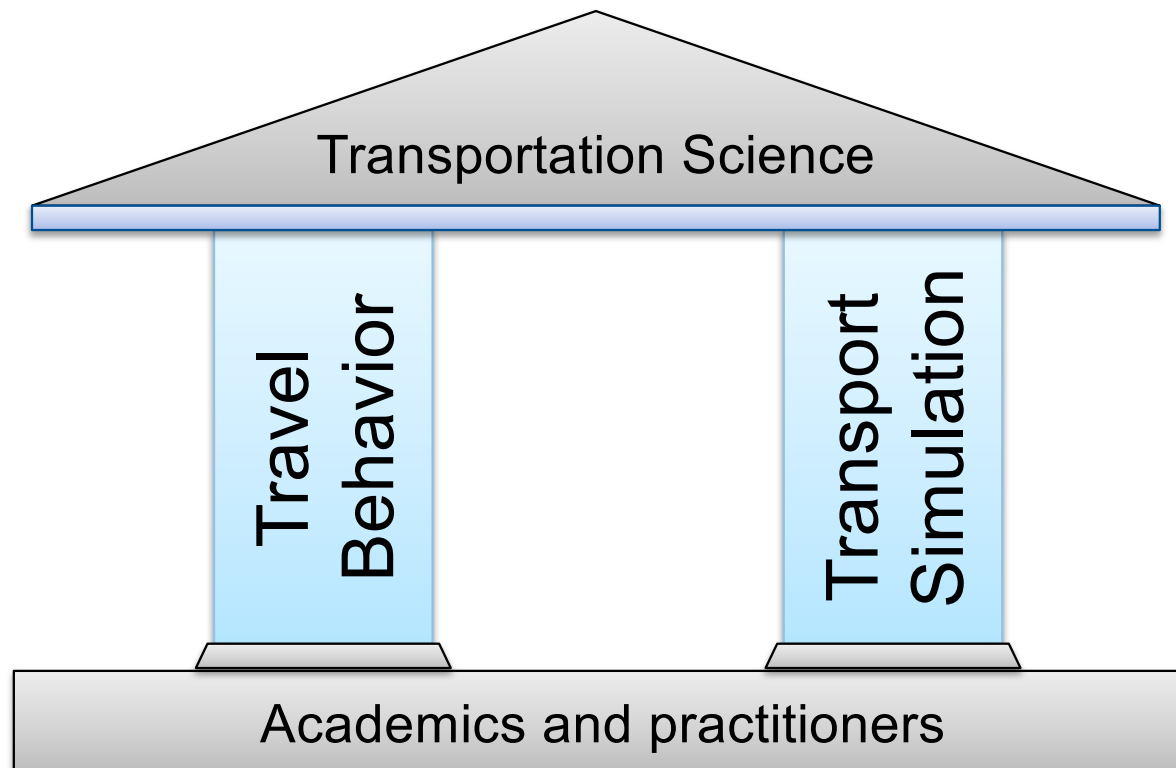 Transportation Science
Travel
Behavior
Transport
Simulation
Academics and practitioners